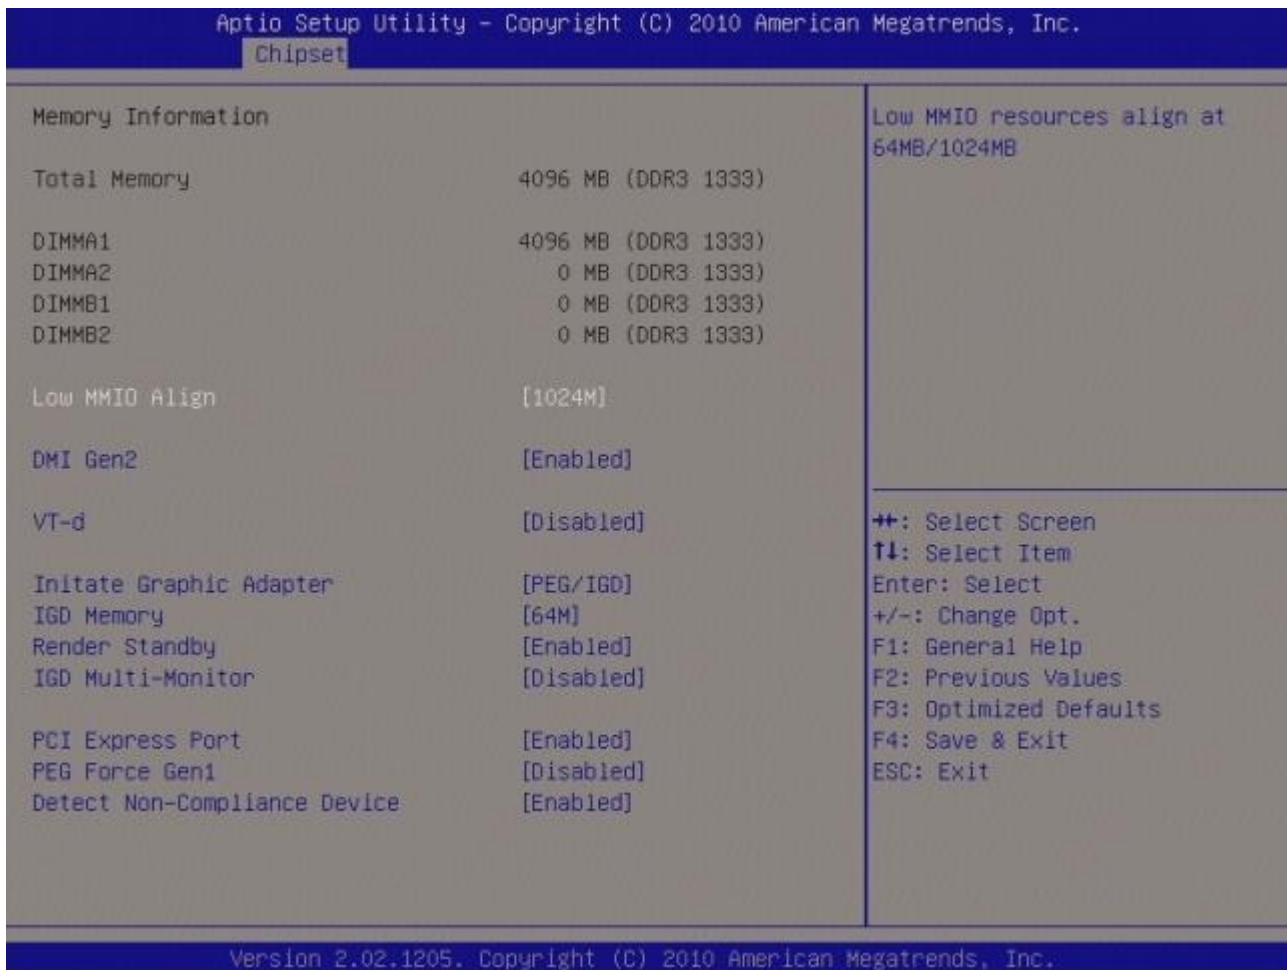 Aptio Setup Utility - Copyright (C) 2010 American Megatrends, Inc.
Chipset
Memory Information
Total Memory 4096 MB (DDR3 1333)
DIMMA1 4096 MB (DDR3 1333)
DIMMA2 0 MB (DDR3 1333)
DIMMB1 0 MB (DDR3 1333)
DIMMB2 0 MB (DDR3 1333)
Low MMIO Align [1024M]
DMI Gen2 [Enabled]
VT-d [Disabled]
Initate Graphic Adapter [PEG/IGD]
IGD Memory [64M]
Render Standby [Enabled]
IGD Multi-Monitor [Disabled]
PCI Express Port [Enabled]
PEG Force Gen1 [Disabled]
Detect Non-Compliance Device [Enabled]
Low MMIO resources align at
64MB/1024MB
→←: Select Screen
↑↓: Select Item
Enter: Select
+/-: Change Opt.
F1: General Help
F2: Previous Values
F3: Optimized Defaults
F4: Save & Exit
ESC: Exit
Version 2.02.1205. Copyright (C) 2010 American Megatrends, Inc.